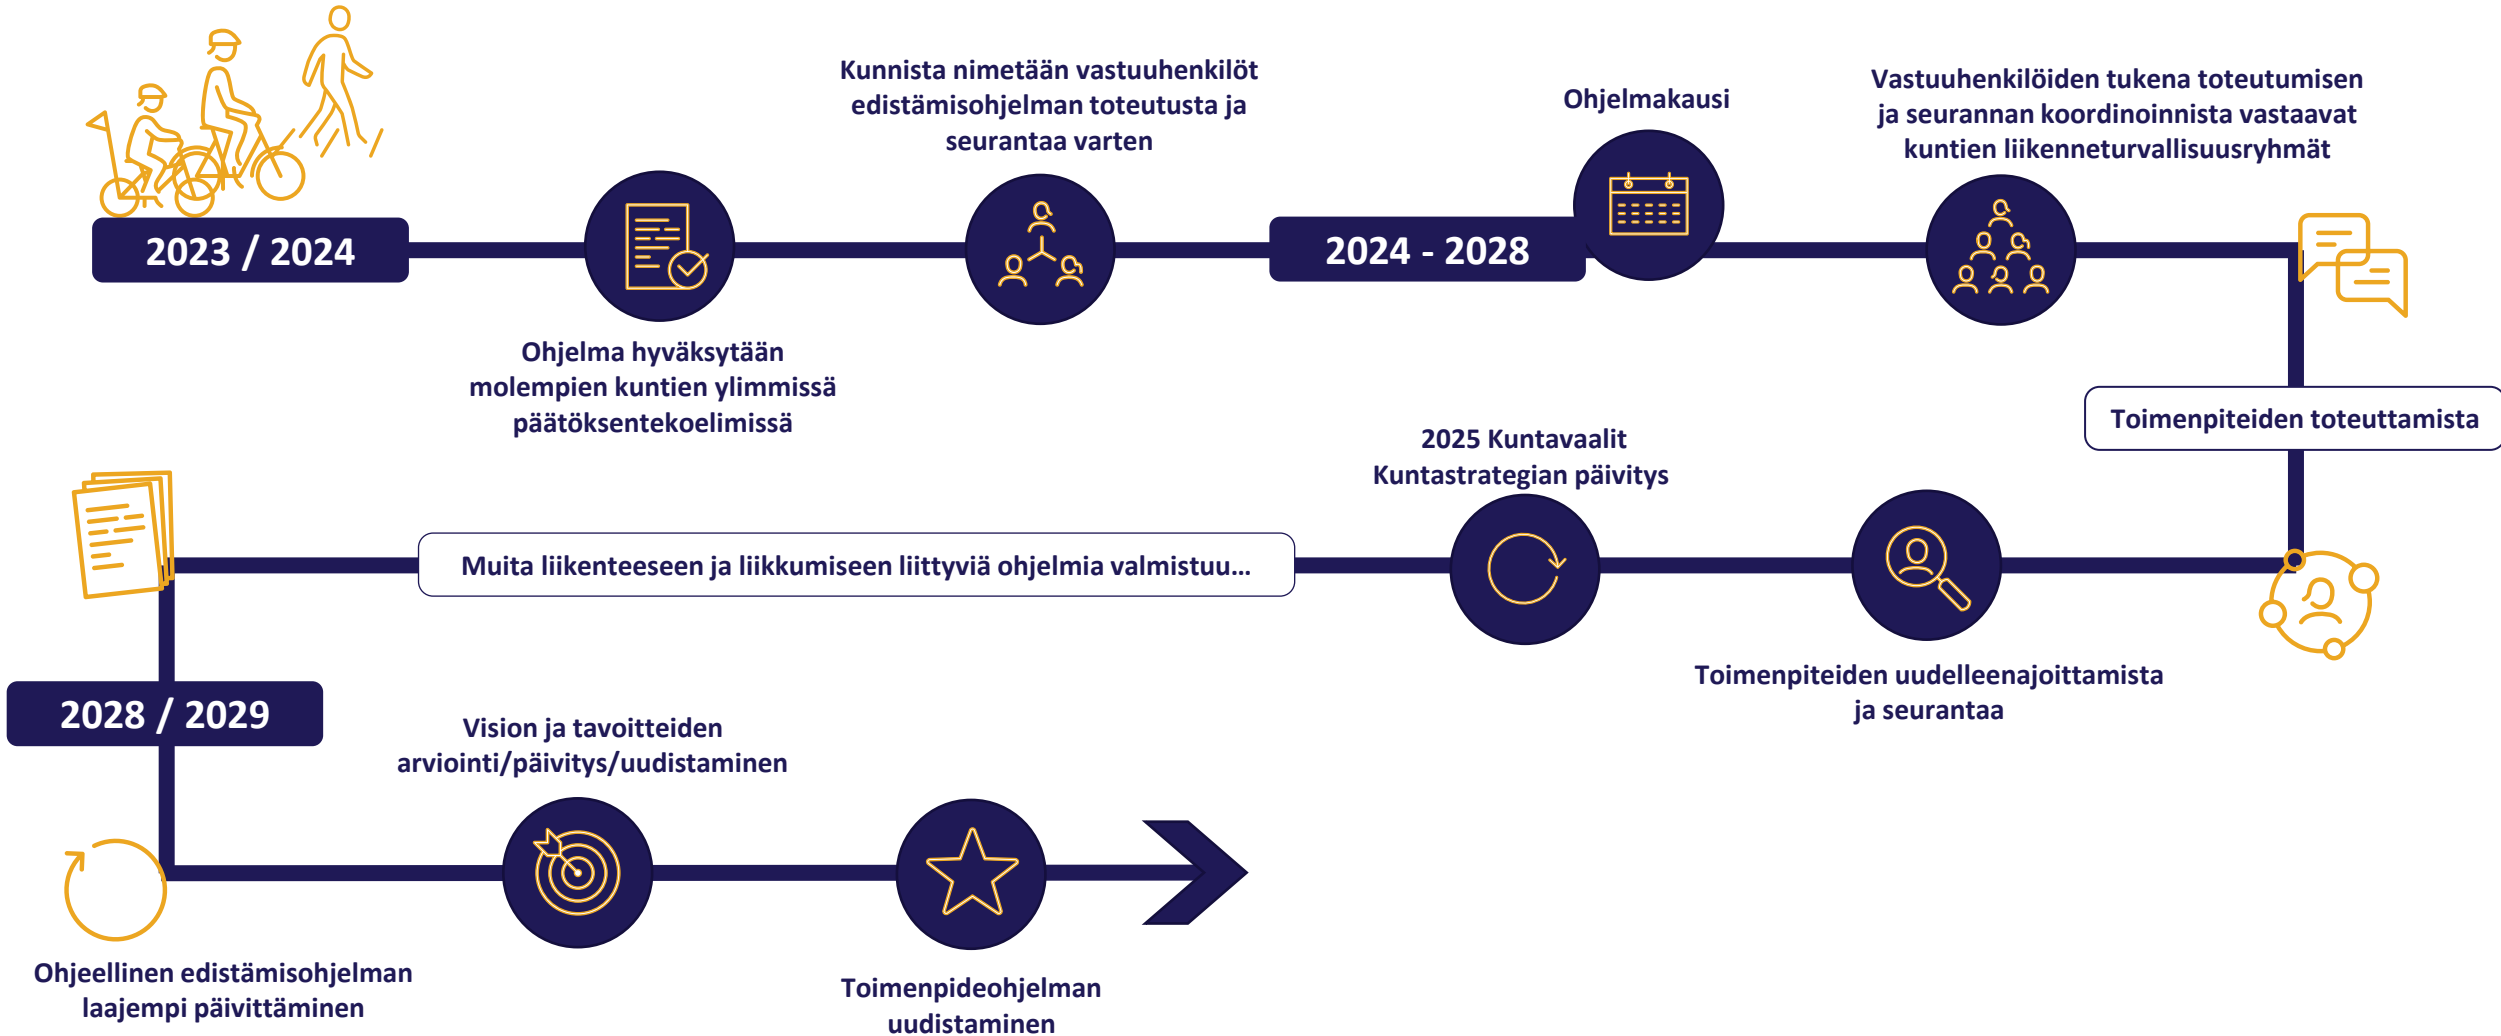 2023 / 2024
Ohjelma hyväksytään
molempien kuntien ylimmissä
päätöksentekoelimissä
Kunnista nimetään vastuuhenkilöt
edistämisohjelman toteutusta ja
seurantaa varten
2024 - 2028
Ohjelmakausi
Vastuuhenkilöiden tukena toteutumisen
ja seurannan koordinoinnista vastaavat
kuntien liikenneturvallisuusryhmät
Toimenpiteiden toteuttamista
Toimenpiteiden uudelleenajoittamista
ja seurantaa
2025 Kuntavaalit
Kuntastrategian päivitys
Muita liikenteeseen ja liikkumiseen liittyviä ohjelmia valmistuu...
2028 / 2029
Ohjeellinen edistämisohjelman
laajempi päivittäminen
Vision ja tavoitteiden
arviointi/päivitys/uudistaminen
Toimenpideohjelman
uudistaminen